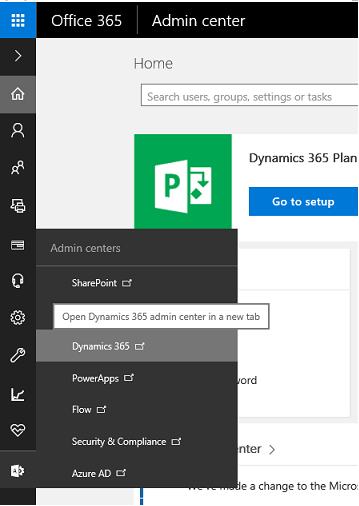 Office 365
Admin center
Home
Search users, groups, settings or tasks
Dynamics 365 Plan
Go to setup
Admin centers
SharePoint
Open Dynamics 365 admin center in a new tab
Dynamics 365
PowerApps
Flow
Security & Compliance
Azure AD
word
enter
We've made a change to the Micros